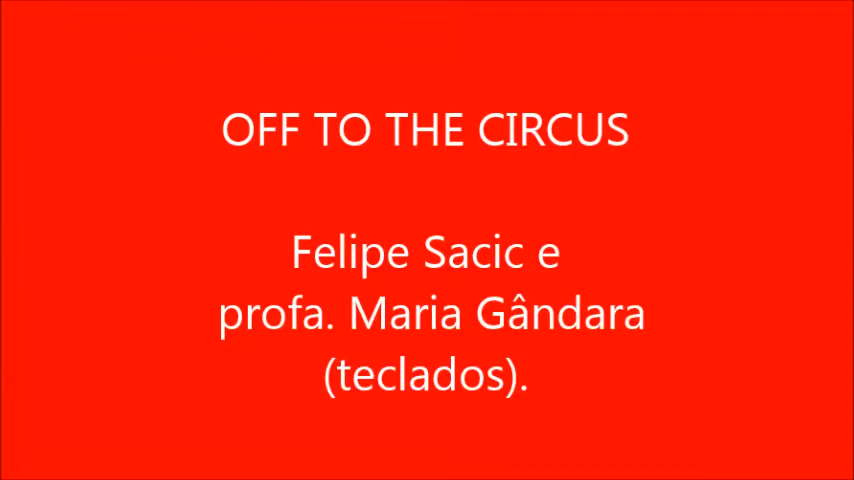 OFF TO THE CIRCUS
Felipe Sacic e
profa. Maria Gândara
(teclados).